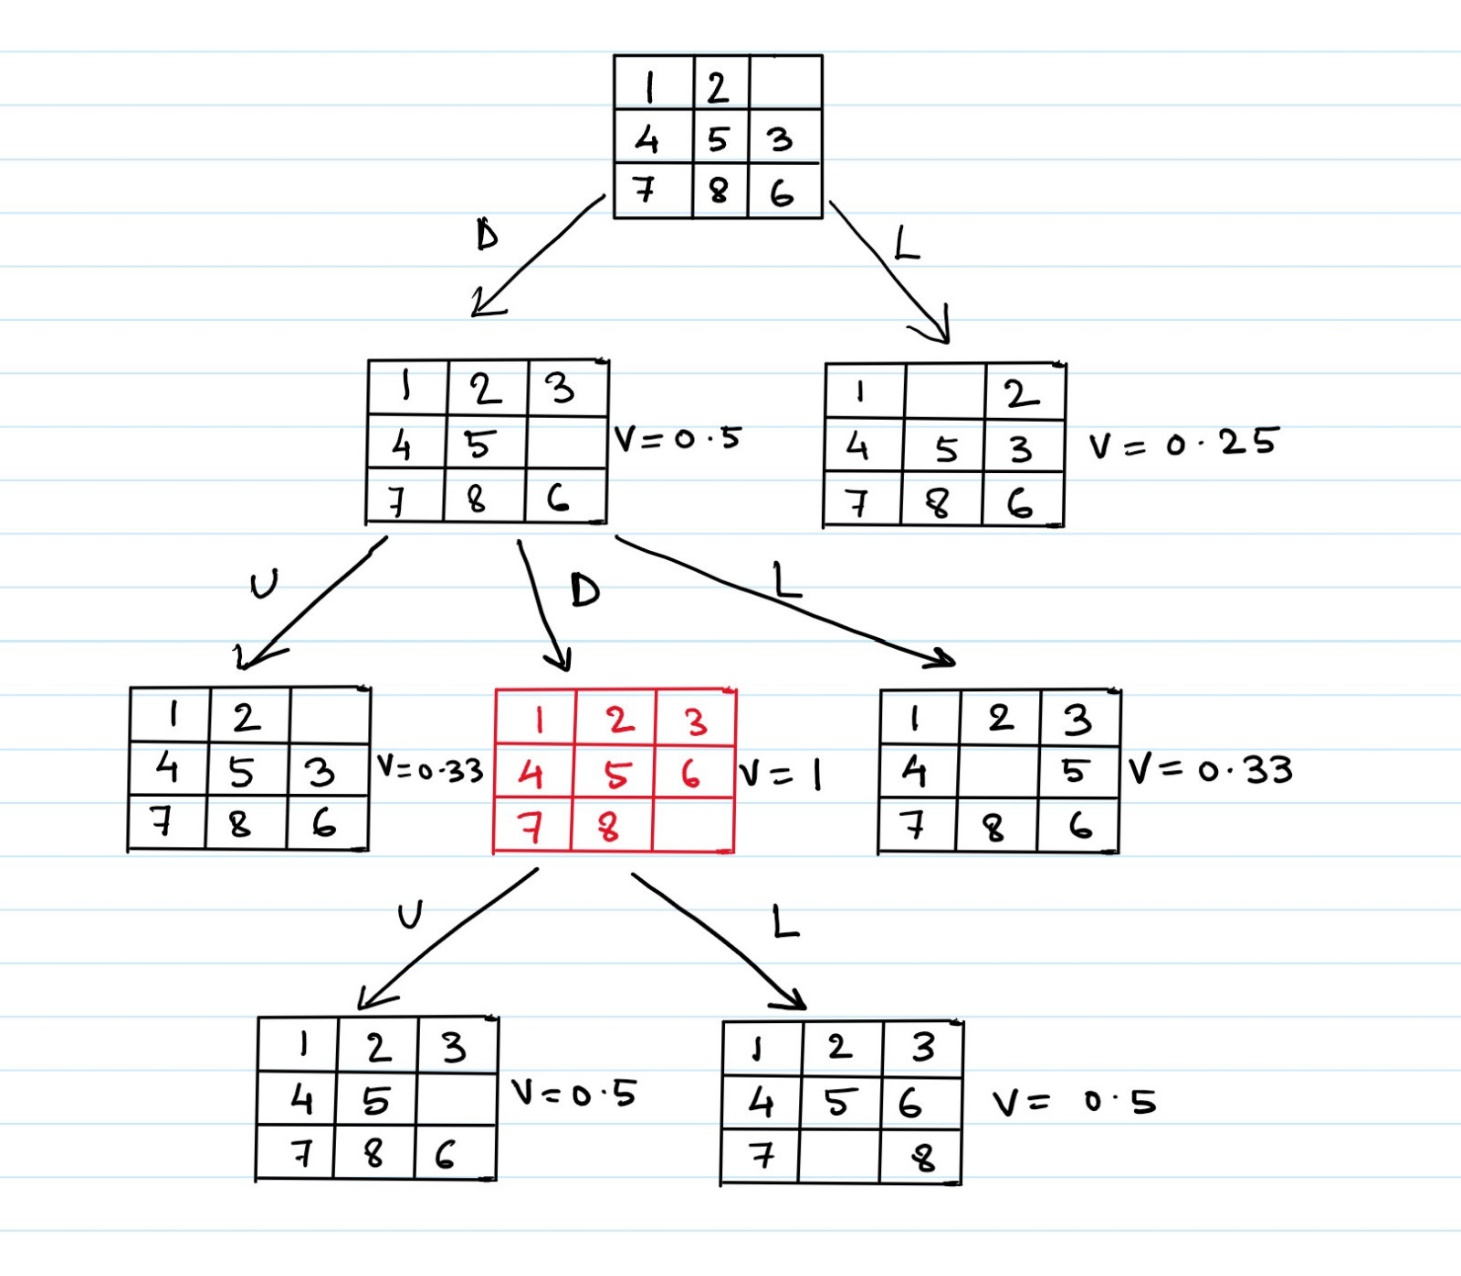 1 2
4 5 3
7 8 6
D L
1 2 3
4 5
7 8 6
V = 0.5
1 2
4 5 3
7 8 6
V = 0.25
U D L
1 2
4 5 3
7 8 6
V = 0.33
1 2 3
4 5 6
7 8
V = 1
1 2 3
4 5
7 8 6
V = 0.33
U L
1 2 3
4 5
7 8 6
V = 0.5
1 2 3
4 5 6
7 8
V = 0.5